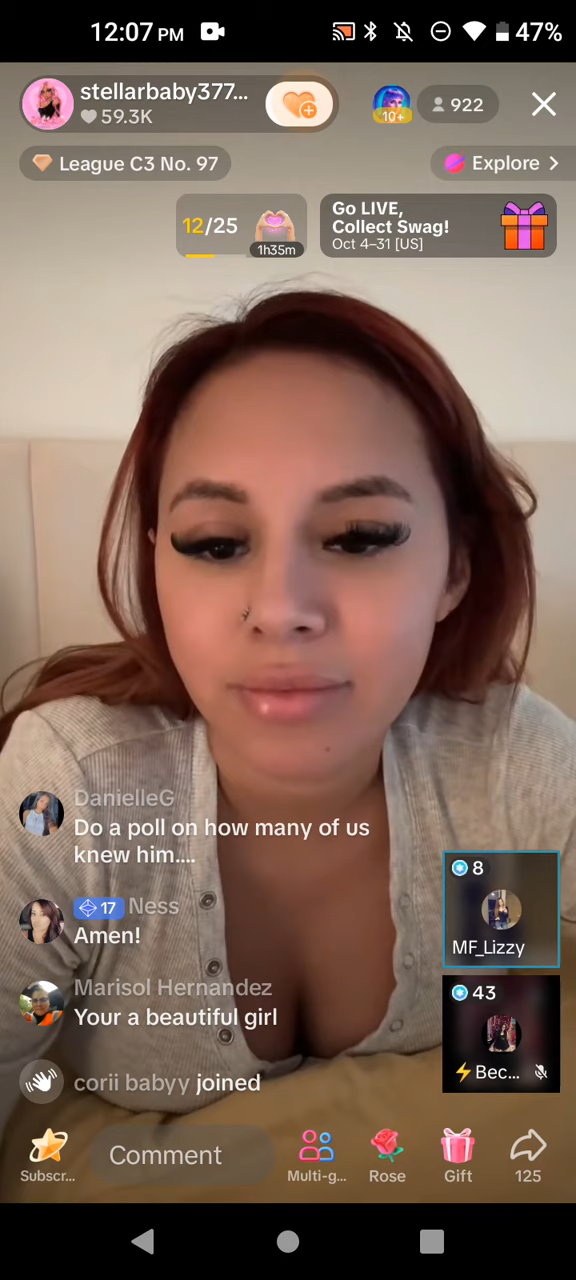 12:07 PM
47%
stellarbaby377...
59.3K
10+
922
League C3 No. 97
Explore
12/25
1h35m
Go LIVE,
Collect Swag!
Oct 4–31 [US]
DanielleG
Do a poll on how many of us
knew him....
17 Ness
Amen!
Marisol Hernandez
Your a beautiful girl
corii babyy joined
8
MF_Lizzy
43
Bec...
Subscr...
Comment
Multi-g...
Rose
Gift
125